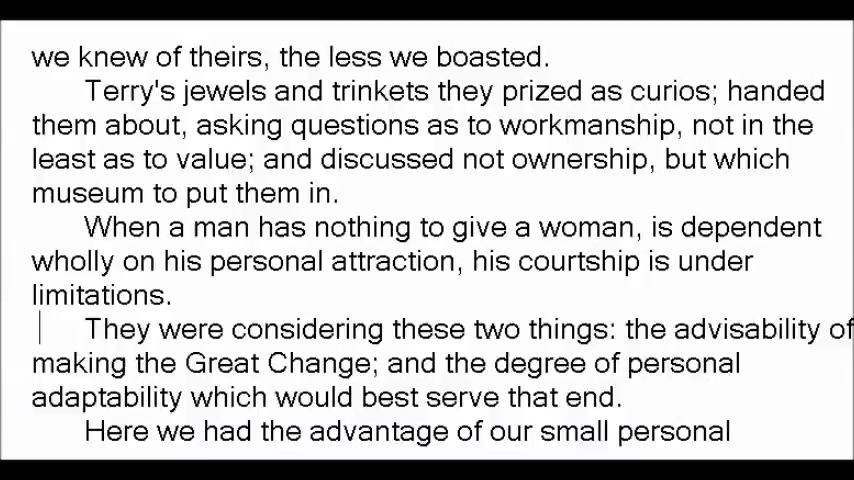 we knew of theirs, the less we boasted.
Terry's jewels and trinkets they prized as curios; handed
them about, asking questions as to workmanship, not in the
least as to value; and discussed not ownership, but which
museum to put them in.
When a man has nothing to give a woman, is dependent
wholly on his personal attraction, his courtship is under
limitations.
They were considering these two things: the advisability of
making the Great Change; and the degree of personal
adaptability which would best serve that end.
Here we had the advantage of our small personal